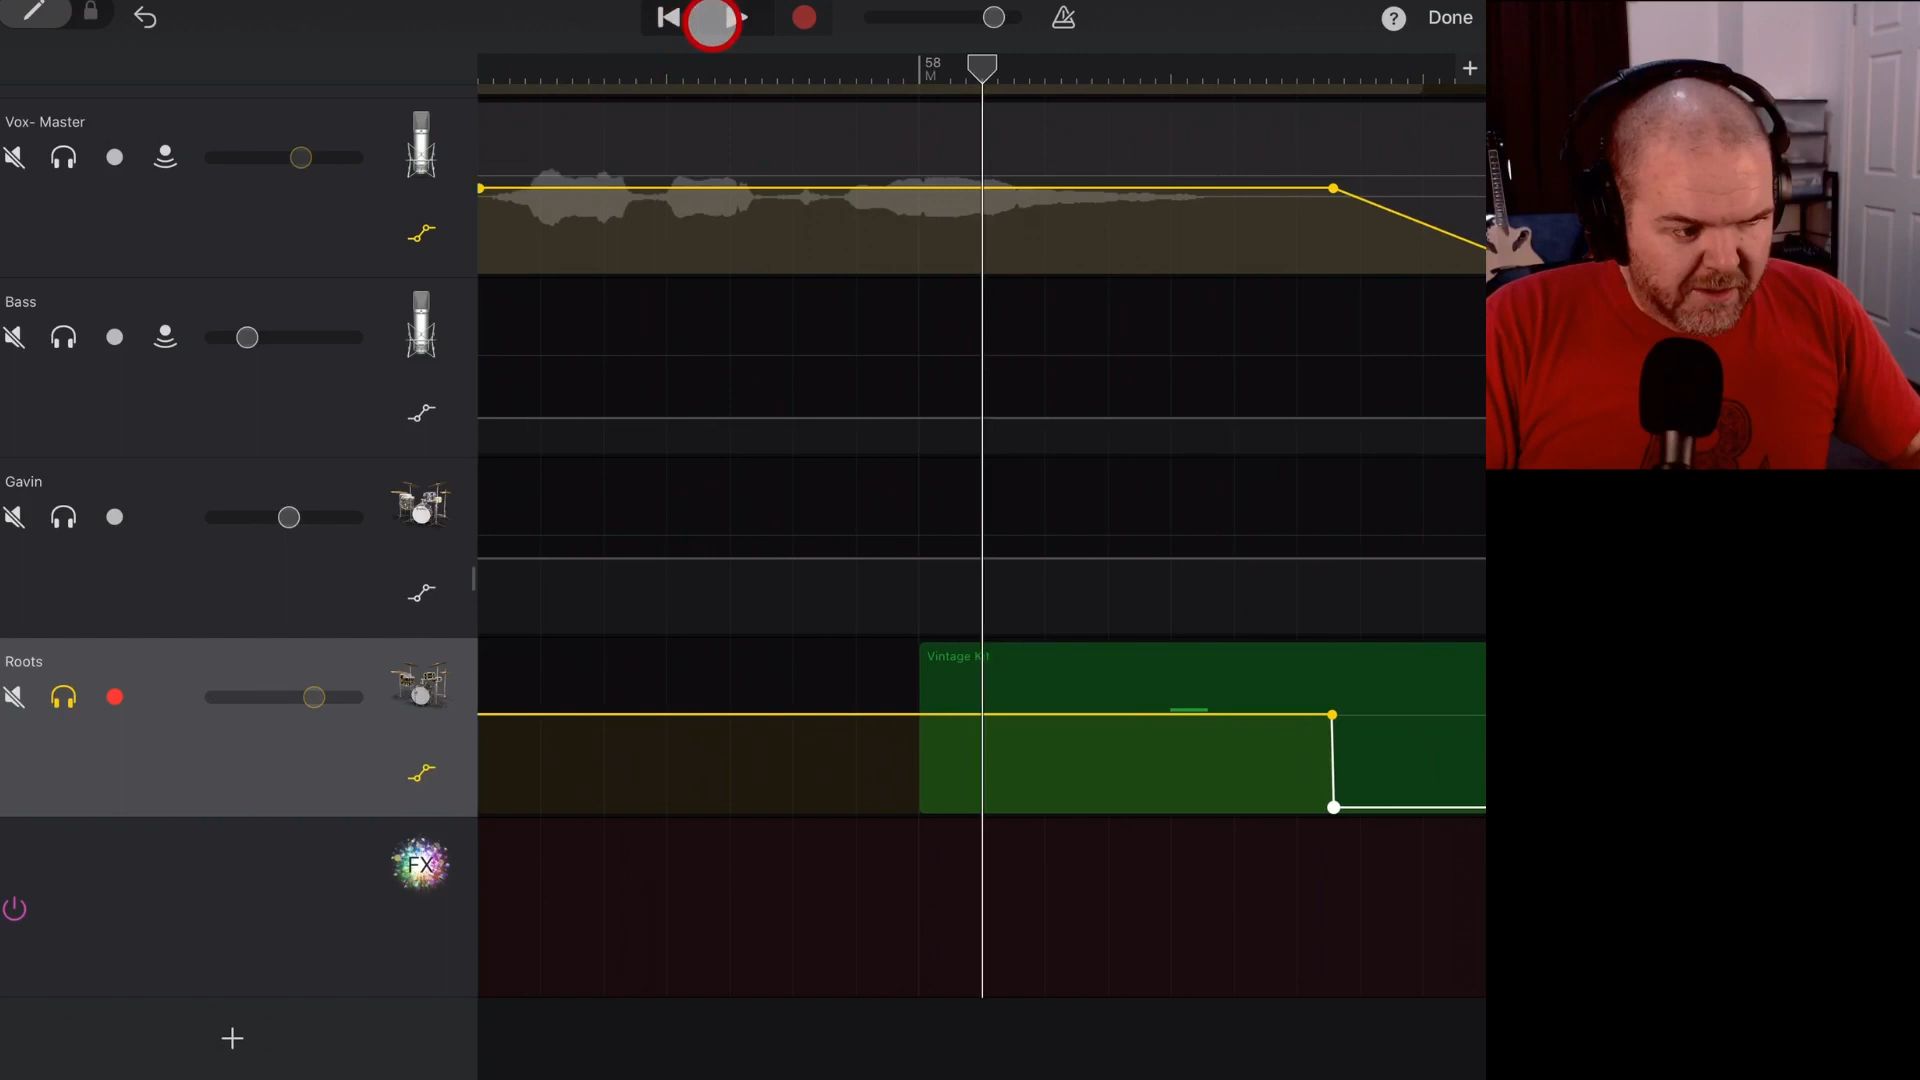 ? Done
58
M
Vox- Master
Bass
Gavin
Roots
Vintage Kit
FX